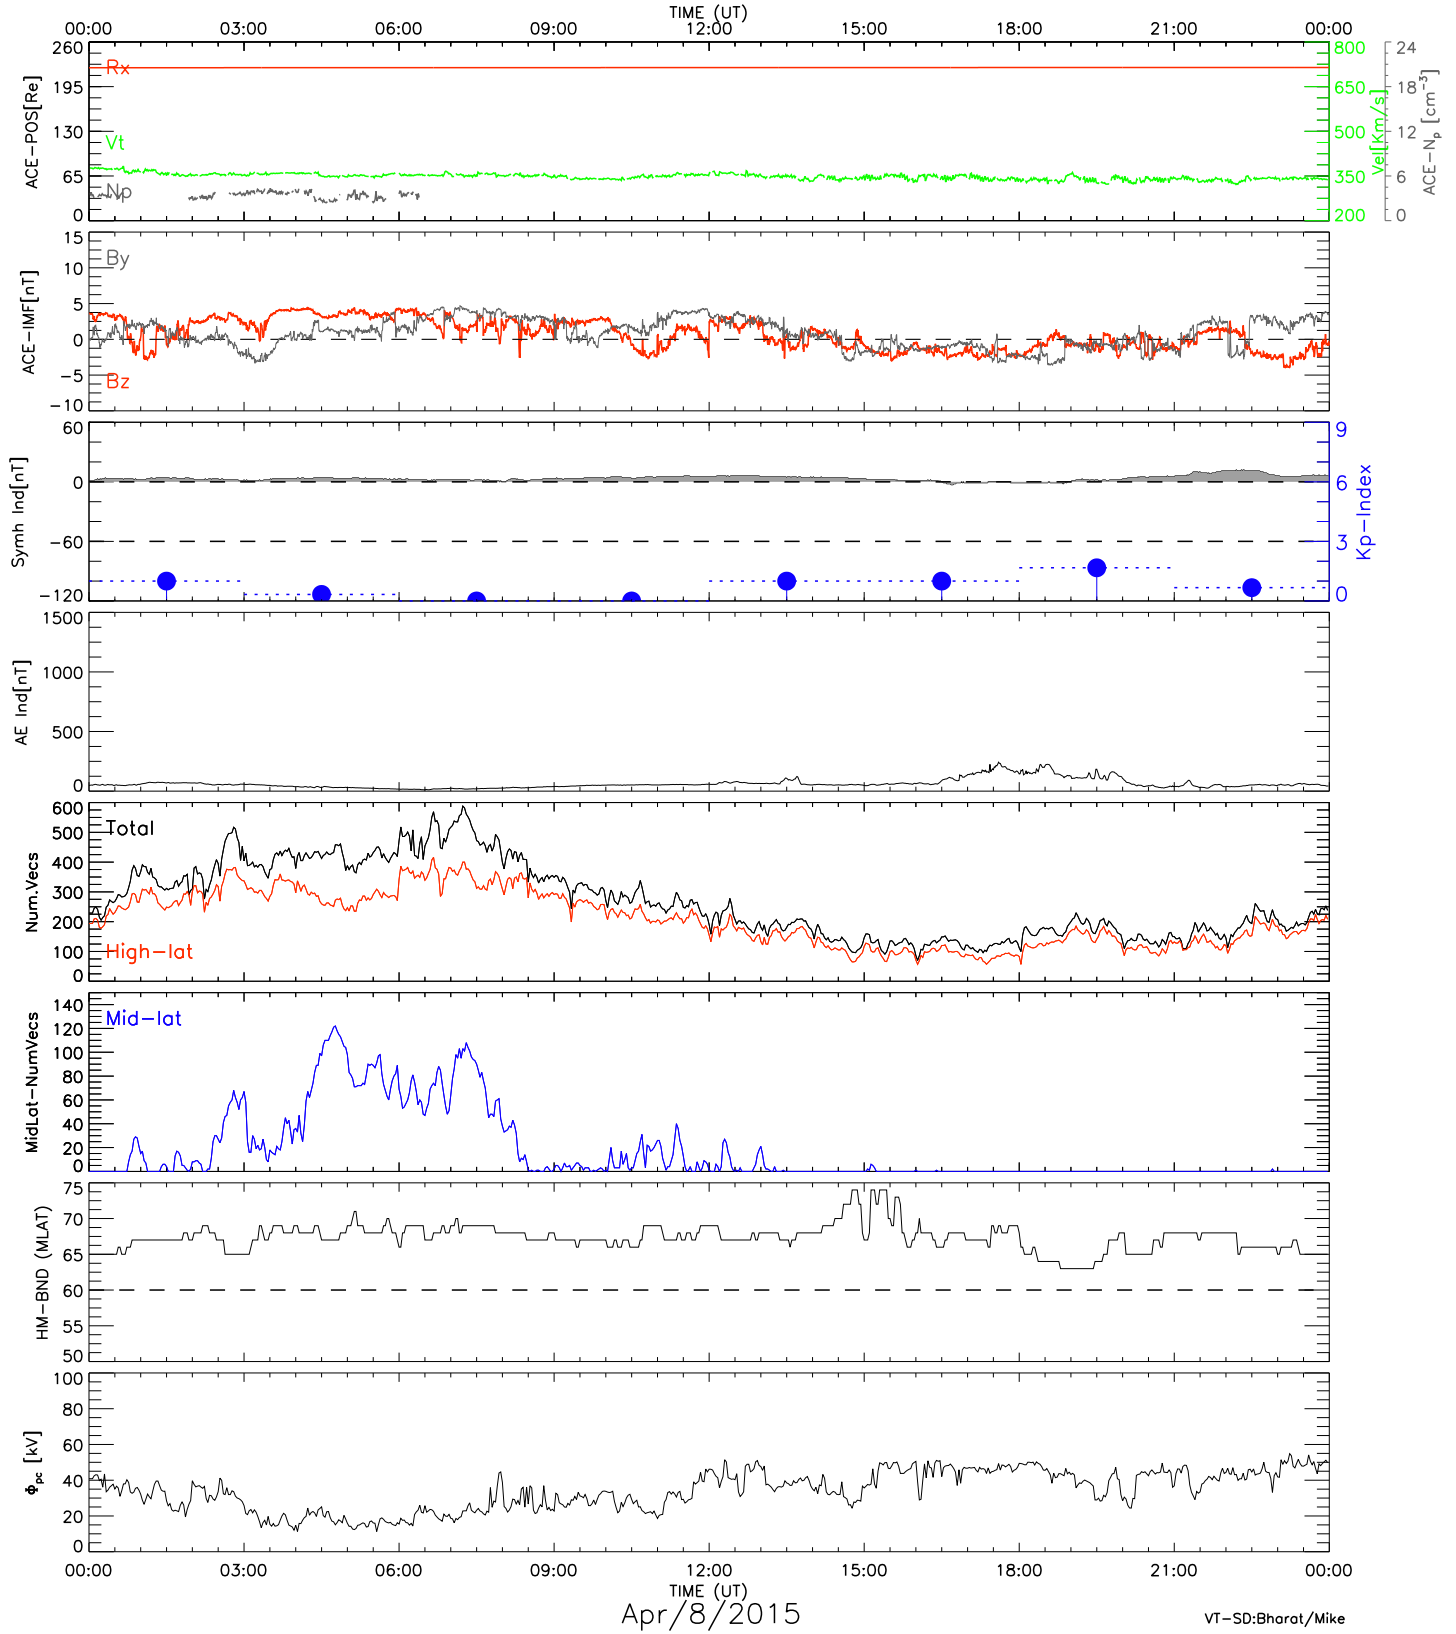 TIME (UT)
00:00 03:00 06:00 09:00 12:00 15:00 18:00 21:00 00:00
260 195 130 65 0
ACE-POS[Re]
Rx
Vt
Np
800 650 500 350 200
Vel[Km/s]
24 18 12 6 0
ACE-Np [cm⁻³]
15 10 5 0 -5 -10
ACE-IMF[nT]
By
Bz
60 0 -60 -120
Symh Ind[nT]
9 6 3 0
Kp-Index
1500 1000 500 0
AE Ind[nT]
600 500 400 300 200 100 0
Num.Vecs
Total
High-lat
140 120 100 80 60 40 20 0
MidLat-NumVecs
Mid-lat
75 70 65 60 55 50
HM-BND (MLAT)
100 80 60 40 20 0
Φpc [kV]
00:00 03:00 06:00 09:00 12:00 15:00 18:00 21:00 00:00
TIME (UT)
Apr/8/2015
VT-SD:Bharat/Mike